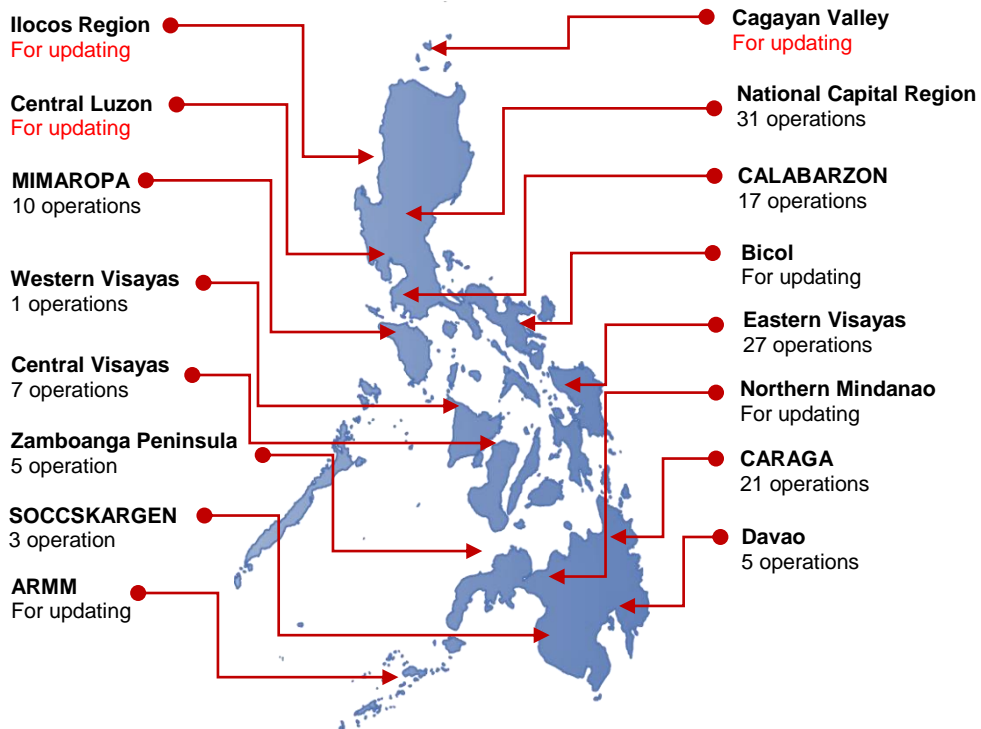 Ilocos Region
For updating
Central Luzon
For updating
MIMAROPA
10 operations
Western Visayas
1 operations
Central Visayas
7 operations
Zamboanga Peninsula
5 operation
SOCCSKARGEN
3 operation
ARMM
For updating
Cagayan Valley
For updating
National Capital Region
31 operations
CALABARZON
17 operations
Bicol
For updating
Eastern Visayas
27 operations
Northern Mindanao
For updating
CARAGA
21 operations
Davao
5 operations